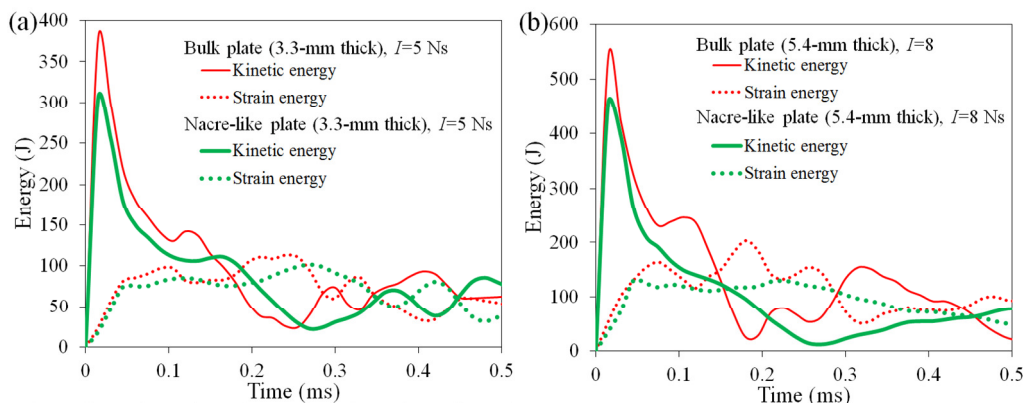 (a)
400
350
300
250
200
150
100
50
0
Energy (J)
Bulk plate (3.3-mm thick), I=5 Ns
Kinetic energy
Strain energy
Nacre-like plate (3.3-mm thick), I=5 Ns
Kinetic energy
Strain energy
0 0.1 0.2 0.3 0.4 0.5
Time (ms)
(b)
600
500
400
300
200
100
0
Energy (J)
Bulk plate (5.4-mm thick), I=8
Kinetic energy
Strain energy
Nacre-like plate (5.4-mm thick), I=8 Ns
Kinetic energy
Strain energy
0 0.1 0.2 0.3 0.4 0.5
Time (ms)